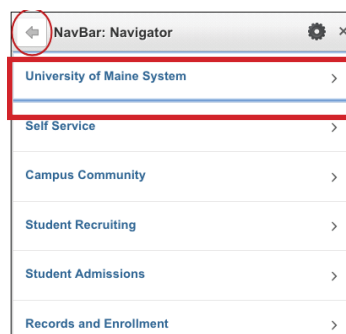 NavBar: Navigator
University of Maine System
Self Service
Campus Community
Student Recruiting
Student Admissions
Records and Enrollment